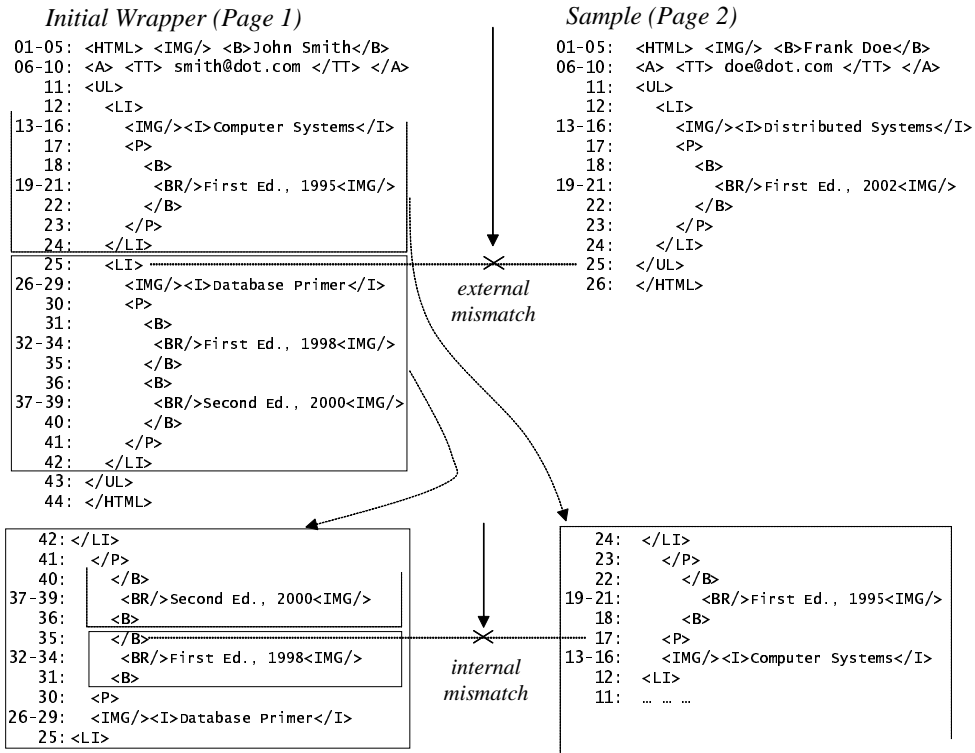 Initial Wrapper (Page 1)
01-05: <HTML> <IMG/> <B>John Smith</B>
06-10: <A> <TT> smith@dot.com </TT> </A>
11: <UL>
12: <LI>
13-16: <IMG/><I>Computer Systems</I>
17: <P>
18: <B>
19-21: <BR/>First Ed., 1995<IMG/>
22: </B>
23: </P>
24: </LI>
25: <LI>
26-29: <IMG/><I>Database Primer</I>
30: <P>
31: <B>
32-34: <BR/>First Ed., 1998<IMG/>
35: </B>
36: <B>
37-39: <BR/>Second Ed., 2000<IMG/>
40: </B>
41: </P>
42: </LI>
43: </UL>
44: </HTML>
Sample (Page 2)
01-05: <HTML> <IMG/> <B>Frank Doe</B>
06-10: <A> <TT> doe@dot.com </TT> </A>
11: <UL>
12: <LI>
13-16: <IMG/><I>Distributed Systems</I>
17: <P>
18: <B>
19-21: <BR/>First Ed., 2002<IMG/>
22: </B>
23: </P>
24: </LI>
25: </UL>
26: </HTML>
external
mismatch
42: </LI>
41: </P>
40: </B>
37-39: <BR/>Second Ed., 2000<IMG/>
36: <B>
35: </B>
32-34: <BR/>First Ed., 1998<IMG/>
31: <B>
30: <P>
26-29: <IMG/><I>Database Primer</I>
25: <LI>
internal
mismatch
24: </LI>
23: </P>
22: </B>
19-21: <BR/>First Ed., 1995<IMG/>
18: <B>
17: <P>
13-16: <IMG/><I>Computer Systems</I>
12: <LI>
11: … … …